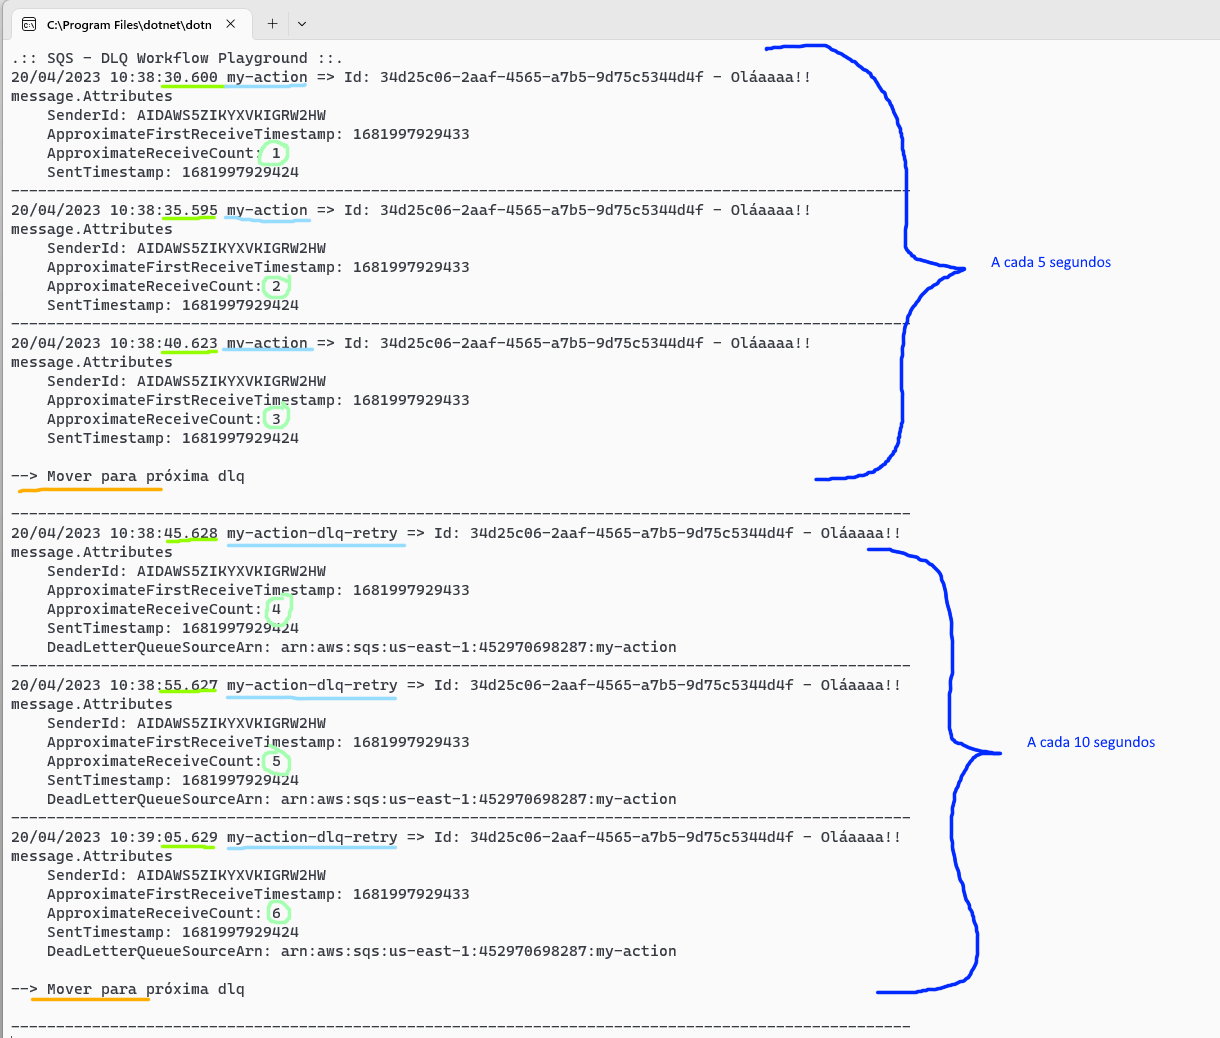 C:\Program Files\dotnet\dotn
.:: SQS - DLQ Workflow Playground ::.
20/04/2023 10:38:30.600 my-action => Id: 34d25c06-2aaf-4565-a7b5-9d75c5344d4f - Oláaaaa!!
message.Attributes
SenderId: AIDAWS5ZIKYXVKIGRW2HW
ApproximateFirstReceiveTimestamp: 1681997929433
ApproximateReceiveCount: 1
SentTimestamp: 1681997929424
----------------------------------------------------------------------------------------------------
20/04/2023 10:38:35.595 my-action => Id: 34d25c06-2aaf-4565-a7b5-9d75c5344d4f - Oláaaaa!!
message.Attributes
SenderId: AIDAWS5ZIKYXVKIGRW2HW
ApproximateFirstReceiveTimestamp: 1681997929433
ApproximateReceiveCount: 2
SentTimestamp: 1681997929424
----------------------------------------------------------------------------------------------------
A cada 5 segundos
20/04/2023 10:38:40.623 my-action => Id: 34d25c06-2aaf-4565-a7b5-9d75c5344d4f - Oláaaaa!!
message.Attributes
SenderId: AIDAWS5ZIKYXVKIGRW2HW
ApproximateFirstReceiveTimestamp: 1681997929433
ApproximateReceiveCount: 3
SentTimestamp: 1681997929424
--> Mover para próxima dlq
----------------------------------------------------------------------------------------------------
20/04/2023 10:38:45.628 my-action-dlq-retry => Id: 34d25c06-2aaf-4565-a7b5-9d75c5344d4f - Oláaaaa!!
message.Attributes
SenderId: AIDAWS5ZIKYXVKIGRW2HW
ApproximateFirstReceiveTimestamp: 1681997929433
ApproximateReceiveCount: 4
SentTimestamp: 1681997929424
DeadLetterQueueSourceArn: arn:aws:sqs:us-east-1:452970698287:my-action
----------------------------------------------------------------------------------------------------
20/04/2023 10:38:55.627 my-action-dlq-retry => Id: 34d25c06-2aaf-4565-a7b5-9d75c5344d4f - Oláaaaa!!
message.Attributes
SenderId: AIDAWS5ZIKYXVKIGRW2HW
ApproximateFirstReceiveTimestamp: 1681997929433
ApproximateReceiveCount: 5
SentTimestamp: 1681997929424
DeadLetterQueueSourceArn: arn:aws:sqs:us-east-1:452970698287:my-action
----------------------------------------------------------------------------------------------------
A cada 10 segundos
20/04/2023 10:39:05.629 my-action-dlq-retry => Id: 34d25c06-2aaf-4565-a7b5-9d75c5344d4f - Oláaaaa!!
message.Attributes
SenderId: AIDAWS5ZIKYXVKIGRW2HW
ApproximateFirstReceiveTimestamp: 1681997929433
ApproximateReceiveCount: 6
SentTimestamp: 1681997929424
DeadLetterQueueSourceArn: arn:aws:sqs:us-east-1:452970698287:my-action
--> Mover para próxima dlq
----------------------------------------------------------------------------------------------------